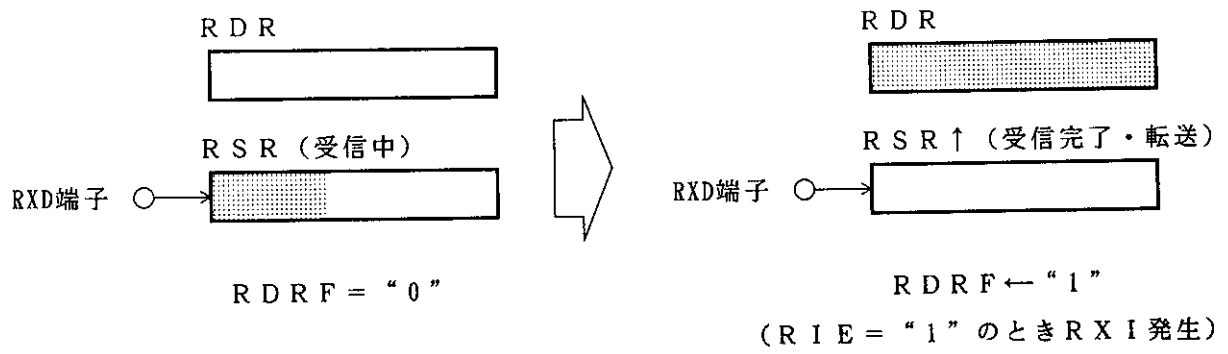 RDR
RSR（受信中）
RXD端子
RDRF＝“0”
RDR
RSR↑（受信完了・転送）
RXD端子
RDRF←“1”
（RIE＝“1”のときRXI発生）